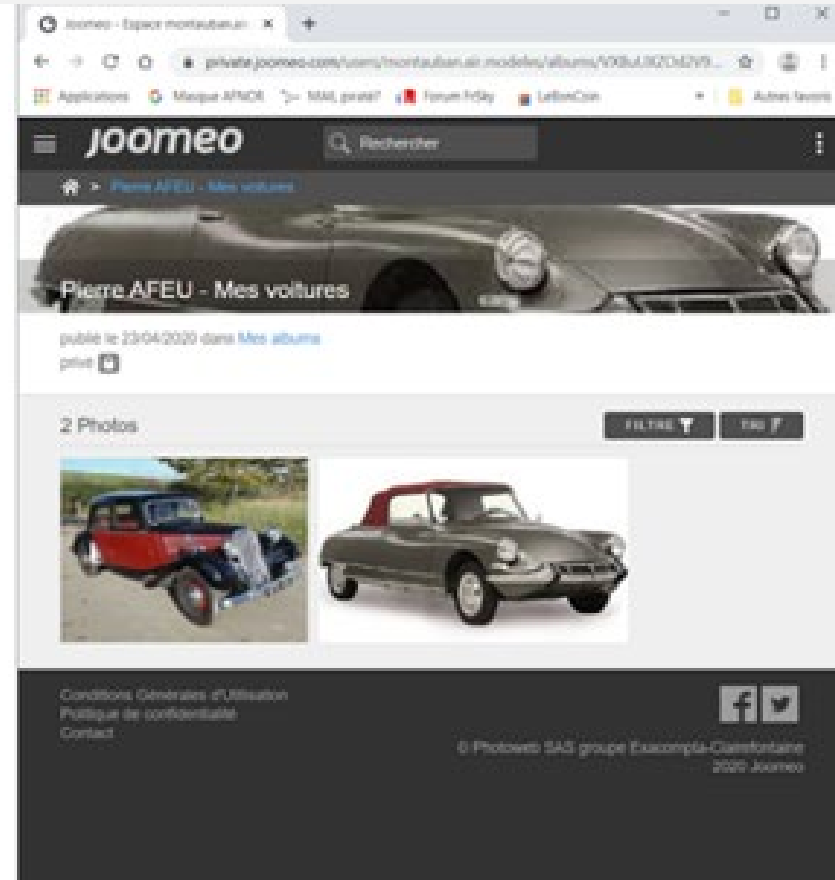 Joomeo - Espace montauban.air
private.joomeo.com/users/montauban.air.modeles/albums/
Applications Masque AFNOR MAIL piraté? Forum FrSky LeBonCoin Autres favoris
joomeo Rechercher
> Pierre AFEU - Mes voitures
Pierre AFEU - Mes voitures
publié le 23/04/2020 dans Mes albums
privé
2 Photos FILTRE TRI
Conditions Générales d'Utilisation
Politique de confidentialité
Contact
© Photoweb SAS groupe Exacompta-Clairefontaine
2020 Joomeo